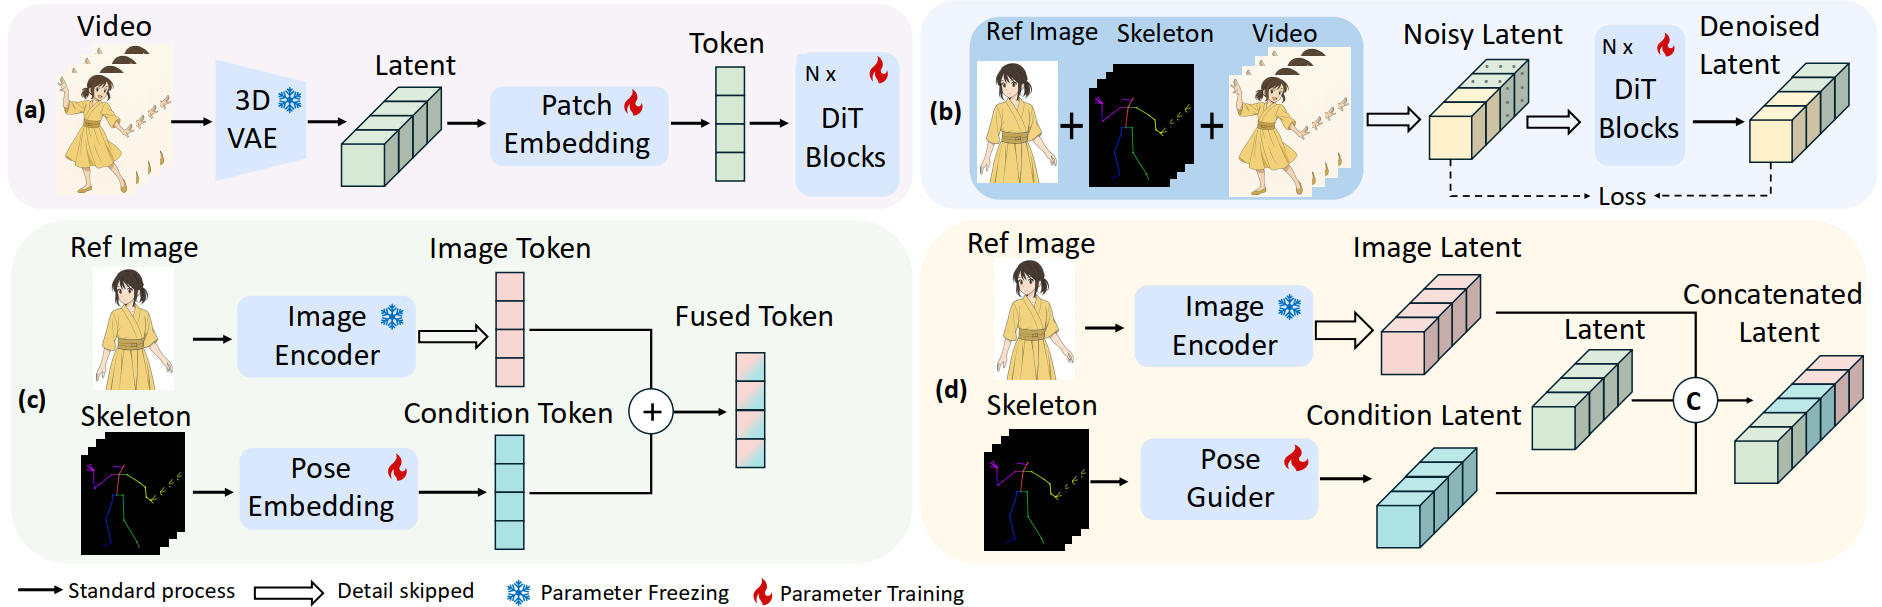 (a)
Video
3D
VAE
Latent
Patch
Embedding
Token
N x
DiT
Blocks
(b)
Ref Image
Skeleton
Video
+
+
Noisy Latent
N x
DiT
Blocks
Denoised
Latent
Loss
(c)
Ref Image
Image
Encoder
Image Token
Skeleton
Pose
Embedding
Condition Token
+
Fused Token
(d)
Ref Image
Image
Encoder
Image Latent
Skeleton
Pose
Guider
Condition Latent
Latent
C
Concatenated
Latent
Standard process
Detail skipped
Parameter Freezing
Parameter Training